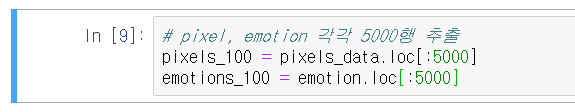 In [9]: # pixel, emotion 각각 5000행 추출
pixels_100 = pixels_data.loc[:5000]
emotions_100 = emotion.loc[:5000]